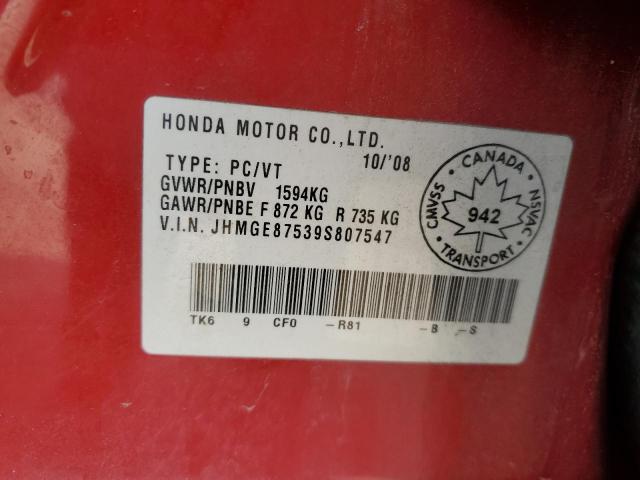 HONDA MOTOR CO.,LTD.
10/'08
TYPE: PC/VT
GVWR/PNBV 1594KG
GAWR/PNBE F 872 KG R 735 KG
V.I.N. JHMGE87539S807547
CANADA
CMVSS
942
NSVAC
TRANSPORT
TK6 9 CF0 -R81 -B -S